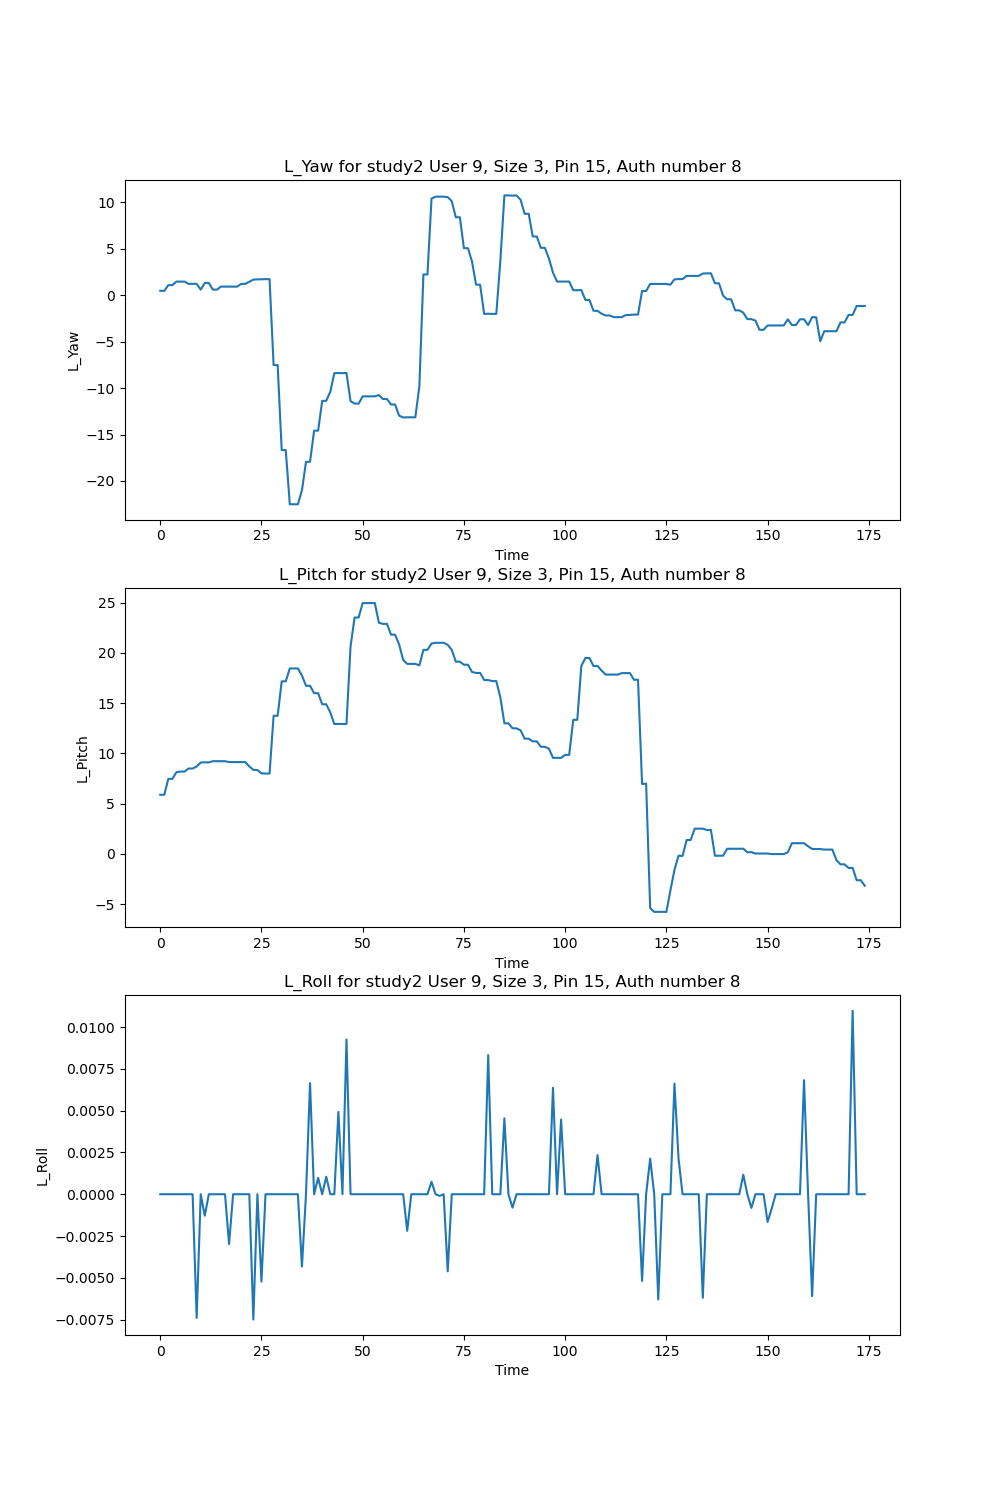 L_Yaw for study2 User 9, Size 3, Pin 15, Auth number 8
10
5
0
−5
−10
−15
−20
L_Yaw
0 25 50 75 100 125 150 175
Time
L_Pitch for study2 User 9, Size 3, Pin 15, Auth number 8
25
20
15
10
5
0
−5
L_Pitch
0 25 50 75 100 125 150 175
Time
L_Roll for study2 User 9, Size 3, Pin 15, Auth number 8
0.0100
0.0075
0.0050
0.0025
0.0000
−0.0025
−0.0050
−0.0075
L_Roll
0 25 50 75 100 125 150 175
Time